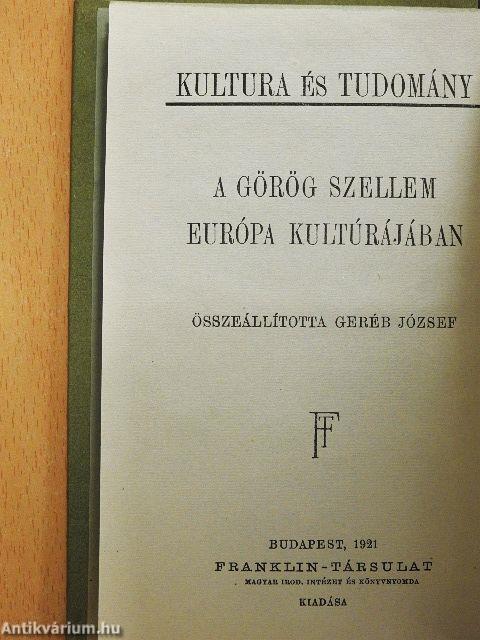 KULTURA ÉS TUDOMÁNY
A GÖRÖG SZELLEM
EURÓPA KULTÚRÁJÁBAN
ÖSSZEÁLLÍTOTTA GERÉB JÓZSEF
FT
BUDAPEST, 1921
FRANKLIN-TÁRSULAT
MAGYAR IROD. INTÉZET ÉS KÖNYVNYOMDA
KIADÁSA
Antikvárium.hu